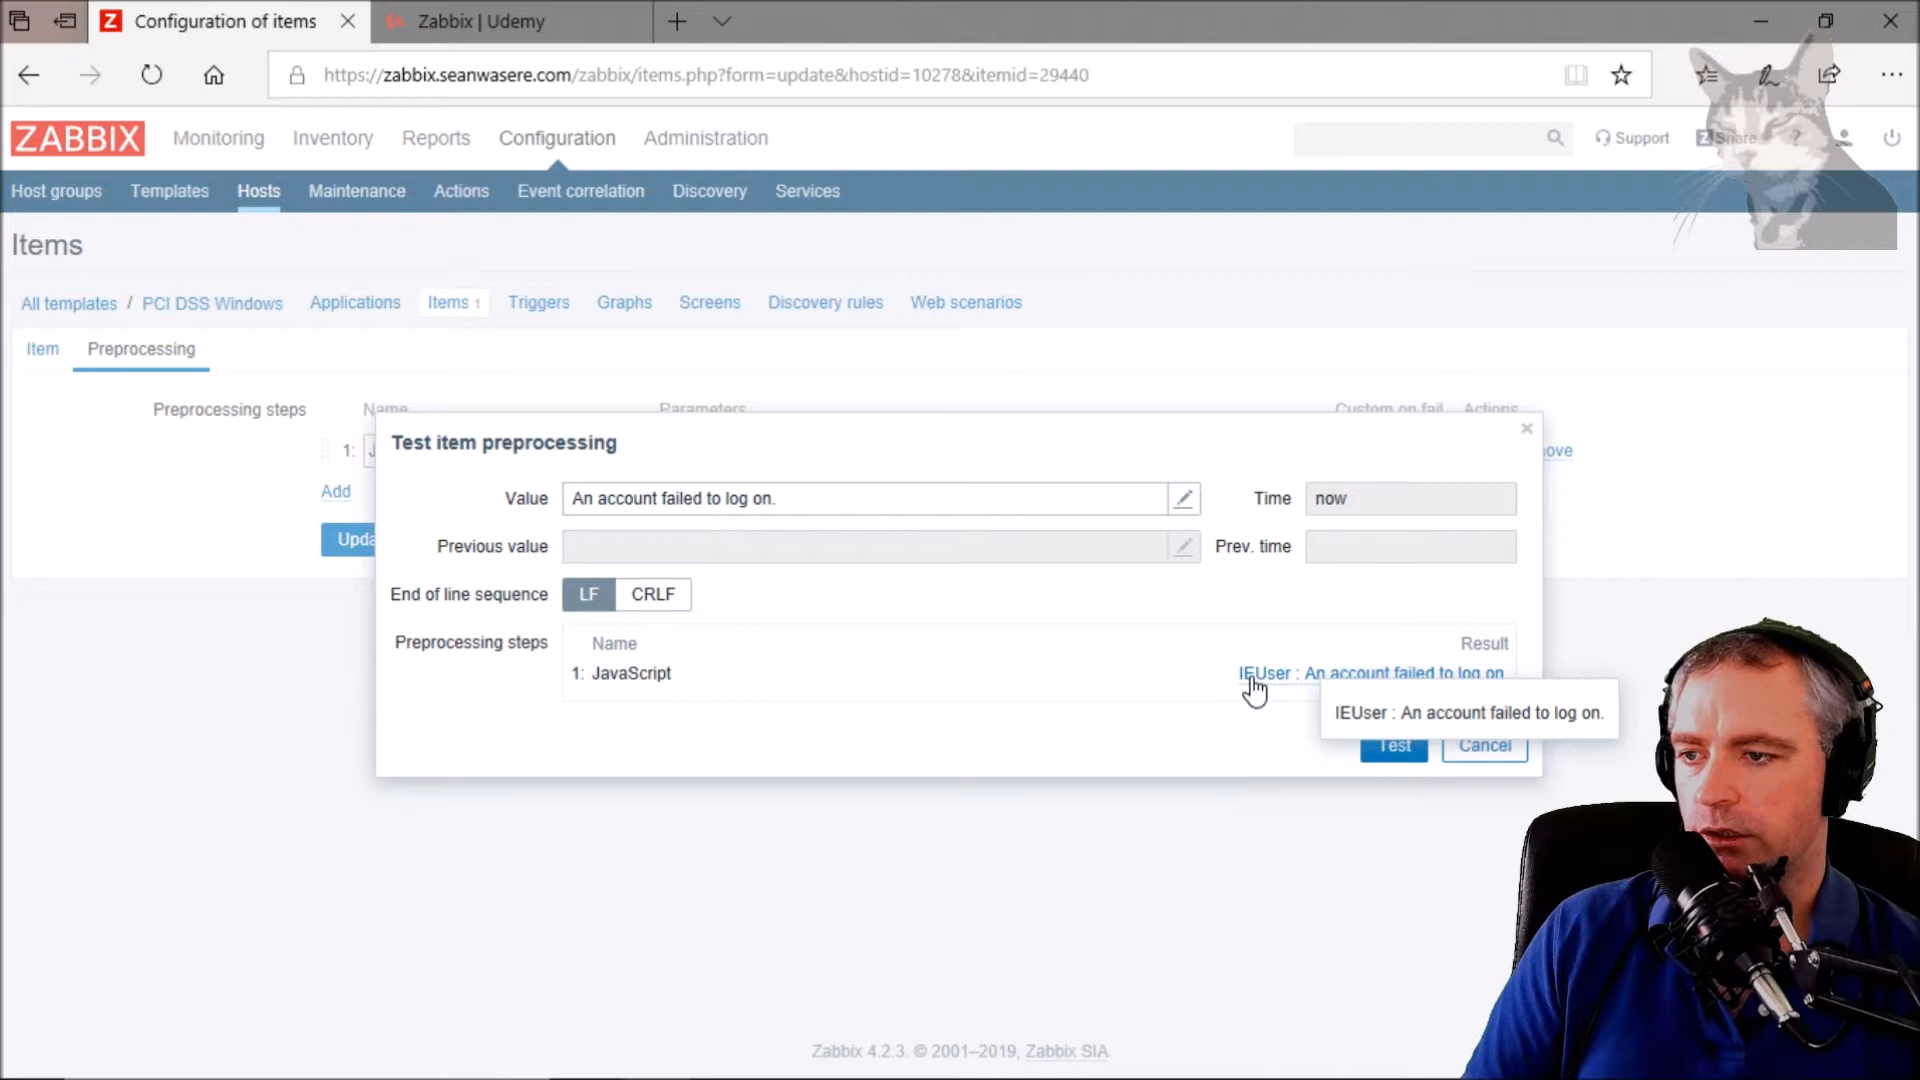 Configuration of items
Zabbix | Udemy
https://zabbix.seanwasere.com/zabbix/items.php?form=update&hostid=10278&itemid=29440
ZABBIX Monitoring Inventory Reports Configuration Administration Support Z Share ?
Host groups Templates Hosts Maintenance Actions Event correlation Discovery Services
Items
All templates / PCI DSS Windows Applications Items 1 Triggers Graphs Screens Discovery rules Web scenarios
Item Preprocessing
Preprocessing steps Name Parameters Custom on fail Actions
1: J ove
Add
Upda
Test item preprocessing
Value An account failed to log on. Time now
Previous value Prev. time
End of line sequence LF CRLF
Preprocessing steps Name Result
1: JavaScript IEUser : An account failed to log on
IEUser : An account failed to log on.
Test Cancel
Zabbix 4.2.3. © 2001–2019, Zabbix SIA